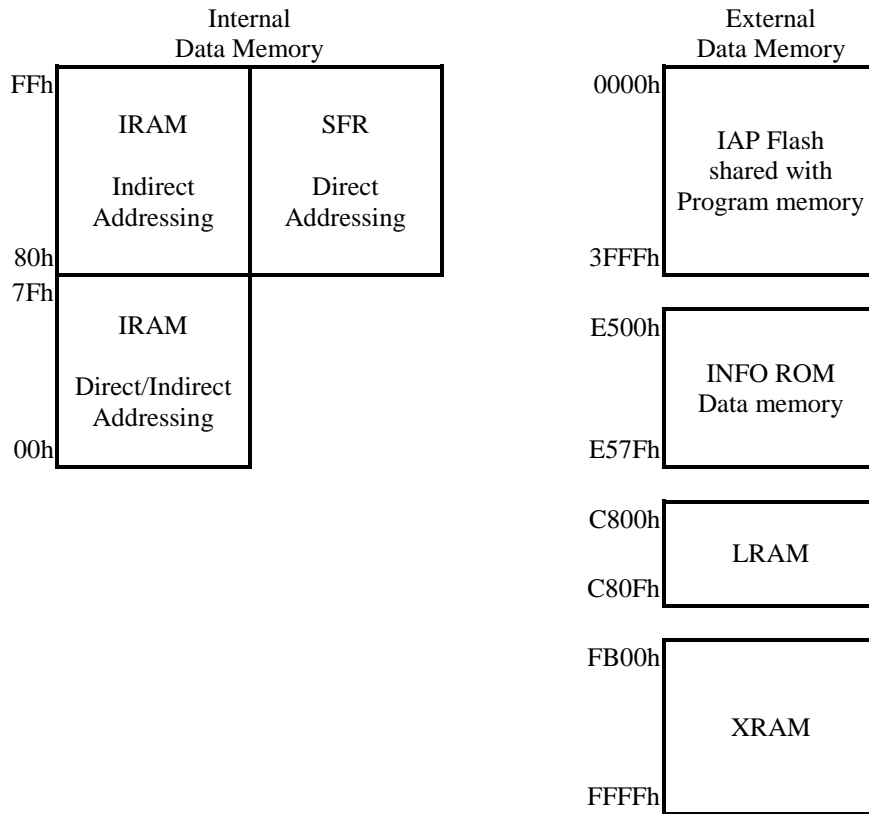 Internal
Data Memory
FFh
IRAM
SFR
Indirect
Addressing
Direct
Addressing
80h
7Fh
IRAM
Direct/Indirect
Addressing
00h
External
Data Memory
0000h
IAP Flash
shared with
Program memory
3FFFh
E500h
INFO ROM
Data memory
E57Fh
C800h
LRAM
C80Fh
FB00h
XRAM
FFFFh